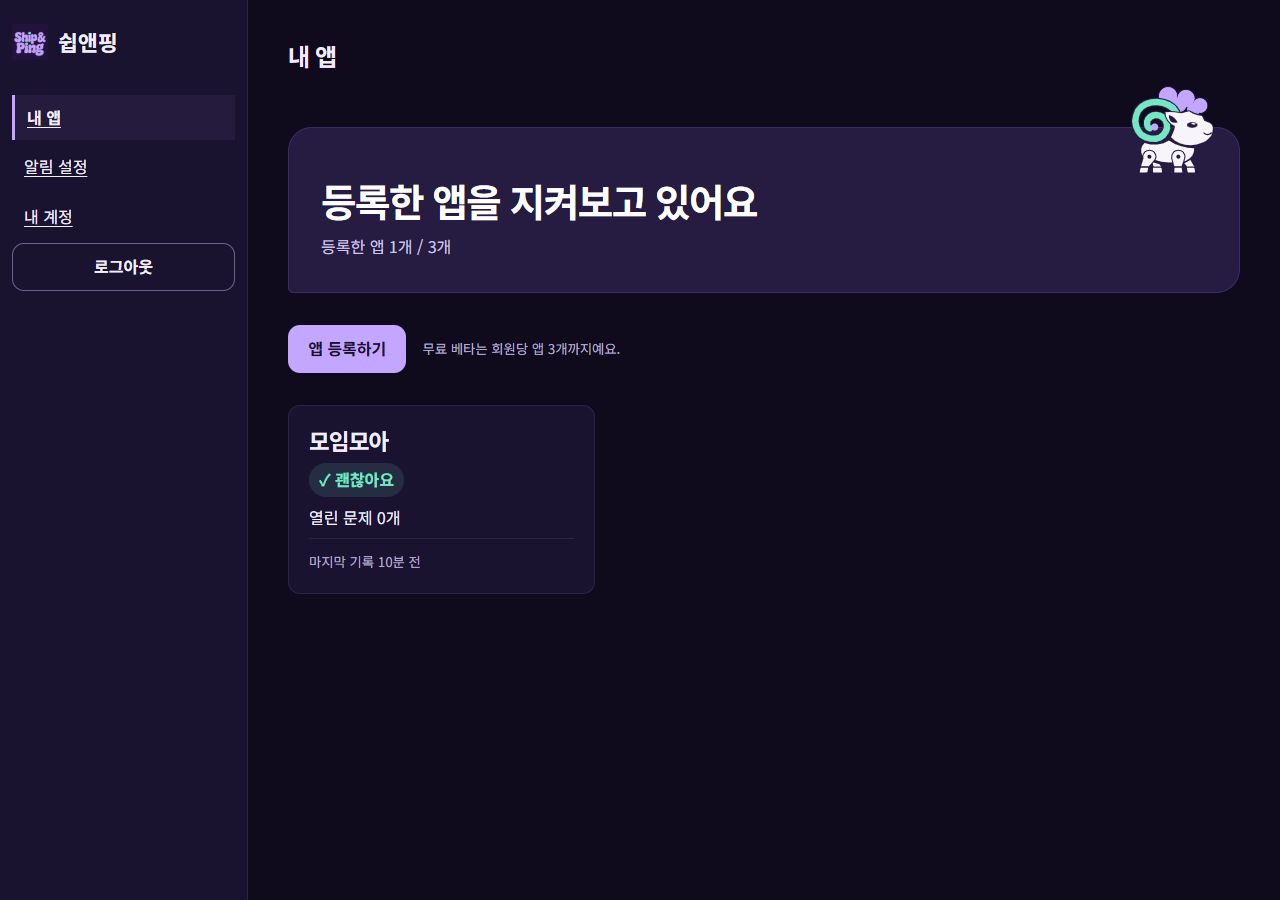 Ship&
Ping
쉽앤핑
내 앱
알림 설정
내 계정
로그아웃
내 앱
등록한 앱을 지켜보고 있어요
등록한 앱 1개 / 3개
앱 등록하기
무료 베타는 회원당 앱 3개까지예요.
모임모아
✓ 괜찮아요
열린 문제 0개
마지막 기록 10분 전